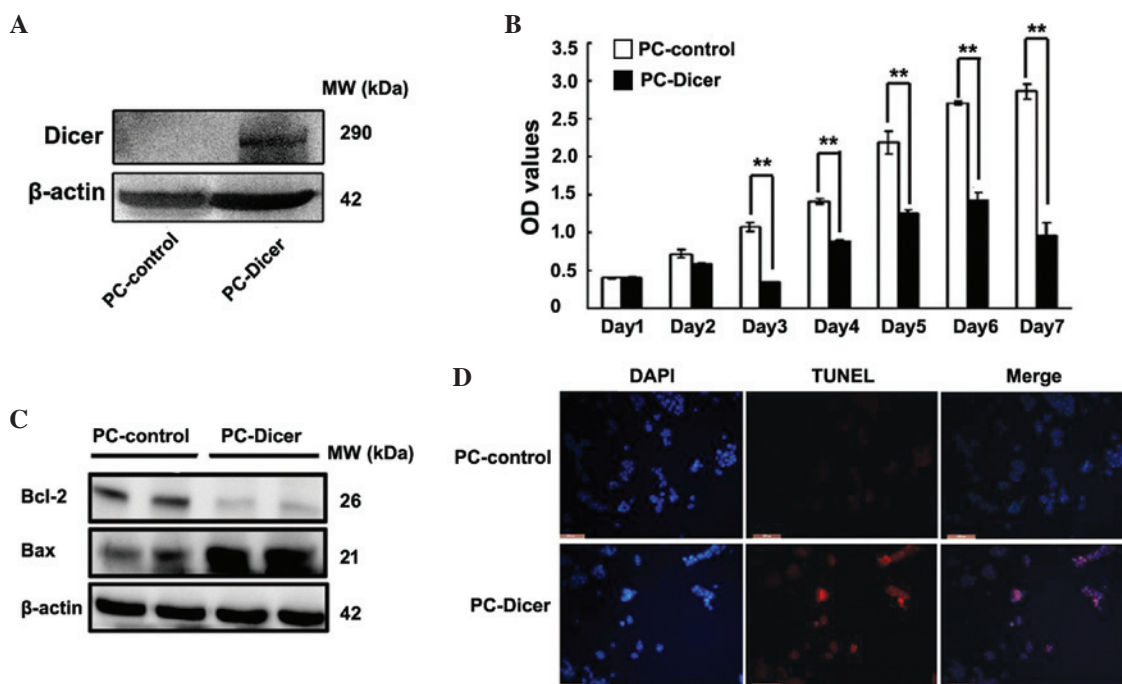 A
MW (kDa)
Dicer
290
β-actin
42
PC-control
PC-Dicer
B
PC-control
PC-Dicer
OD values
3.5
3.0
2.5
2.0
1.5
1.0
0.5
0
**
**
**
**
**
Day1 Day2 Day3 Day4 Day5 Day6 Day7
C
PC-control PC-Dicer
MW (kDa)
Bcl-2
26
Bax
21
β-actin
42
D
DAPI TUNEL Merge
PC-control
PC-Dicer